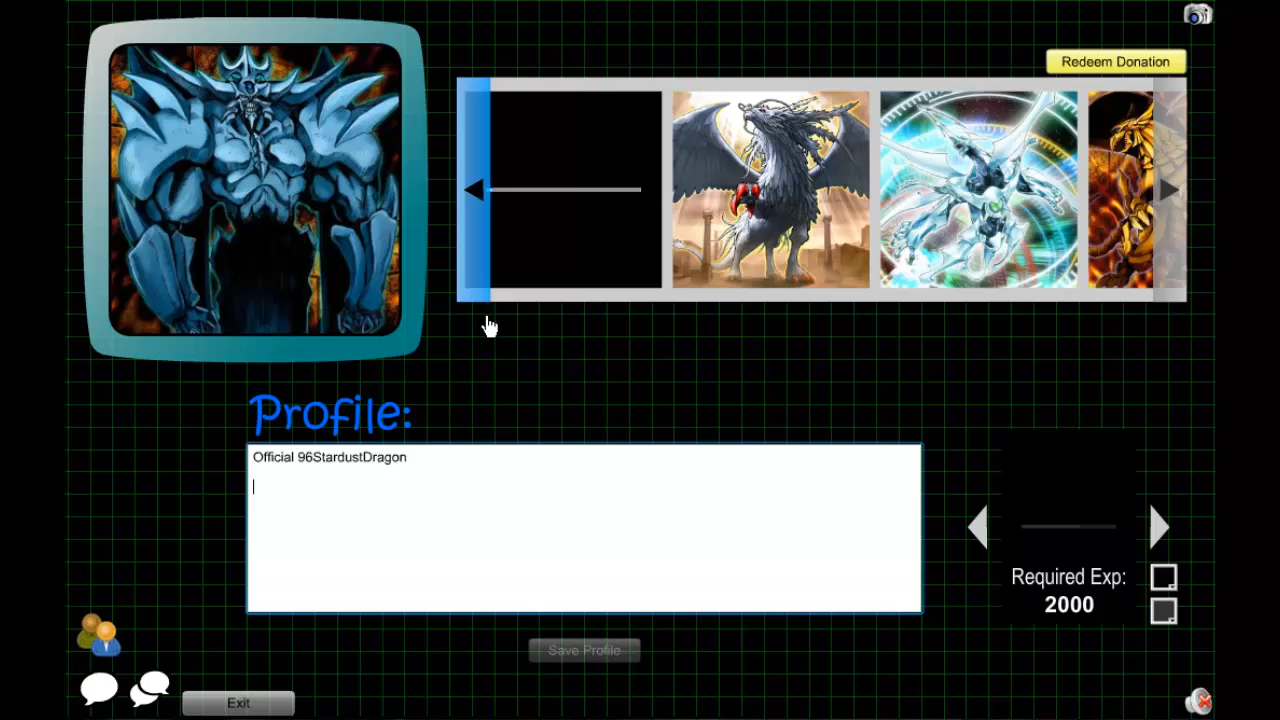 Redeem Donation
Profile:
Official 96StardustDragon
Required Exp:
2000
Save Profile
Exit